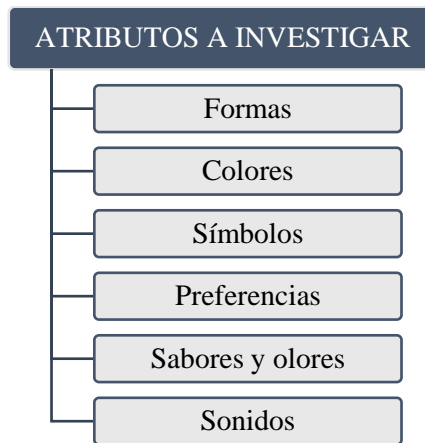 ATRIBUTOS A INVESTIGAR
Formas
Colores
Símbolos
Preferencias
Sabores y olores
Sonidos